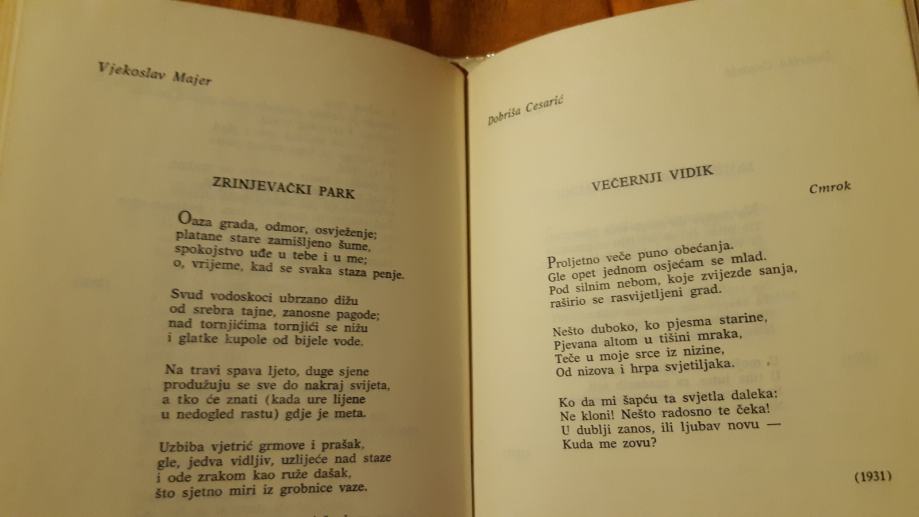 Vjekoslav Majer
ZRINJEVAČKI PARK
Oaza grada, odmor, osvježenje;
platane stare zamišljeno šume,
spokojstvo uđe u tebe i u me;
o, vrijeme, kad se svaka staza penje.
Svud vodoskoci ubrzano dižu
od srebra tajne, zanosne pagode;
nad tornjićima tornjići se nižu
i glatke kupole od bijele vode.
Na travi spava ljeto, duge sjene
produžuju se sve do nakraj svijeta,
a tko će znati (kada ure lijene
u nedogled rastu) gdje je meta.
Uzbiba vjetrić grmove i prašak,
gle, jedva vidljiv, uzlijeće nad staze
i ode zrakom kao ruže dašak,
što sjetno miri iz grobnice vaze.
Dobriša Cesarić
VEČERNJI VIDIK
Cmrok
Proljetno veče puno obećanja.
Gle opet jednom osjećam se mlad.
Pod silnim nebom, koje zvijezde sanja,
raširio se rasvijetljeni grad.
Nešto duboko, ko pjesma starine,
Pjevana altom u tišini mraka,
Teče u moje srce iz nizine,
Od nizova i hrpa svjetiljaka.
Ko da mi šapću ta svjetla daleka:
Ne kloni! Nešto radosno te čeka!
U dublji zanos, ili ljubav novu —
Kuda me zovu?
(1931)